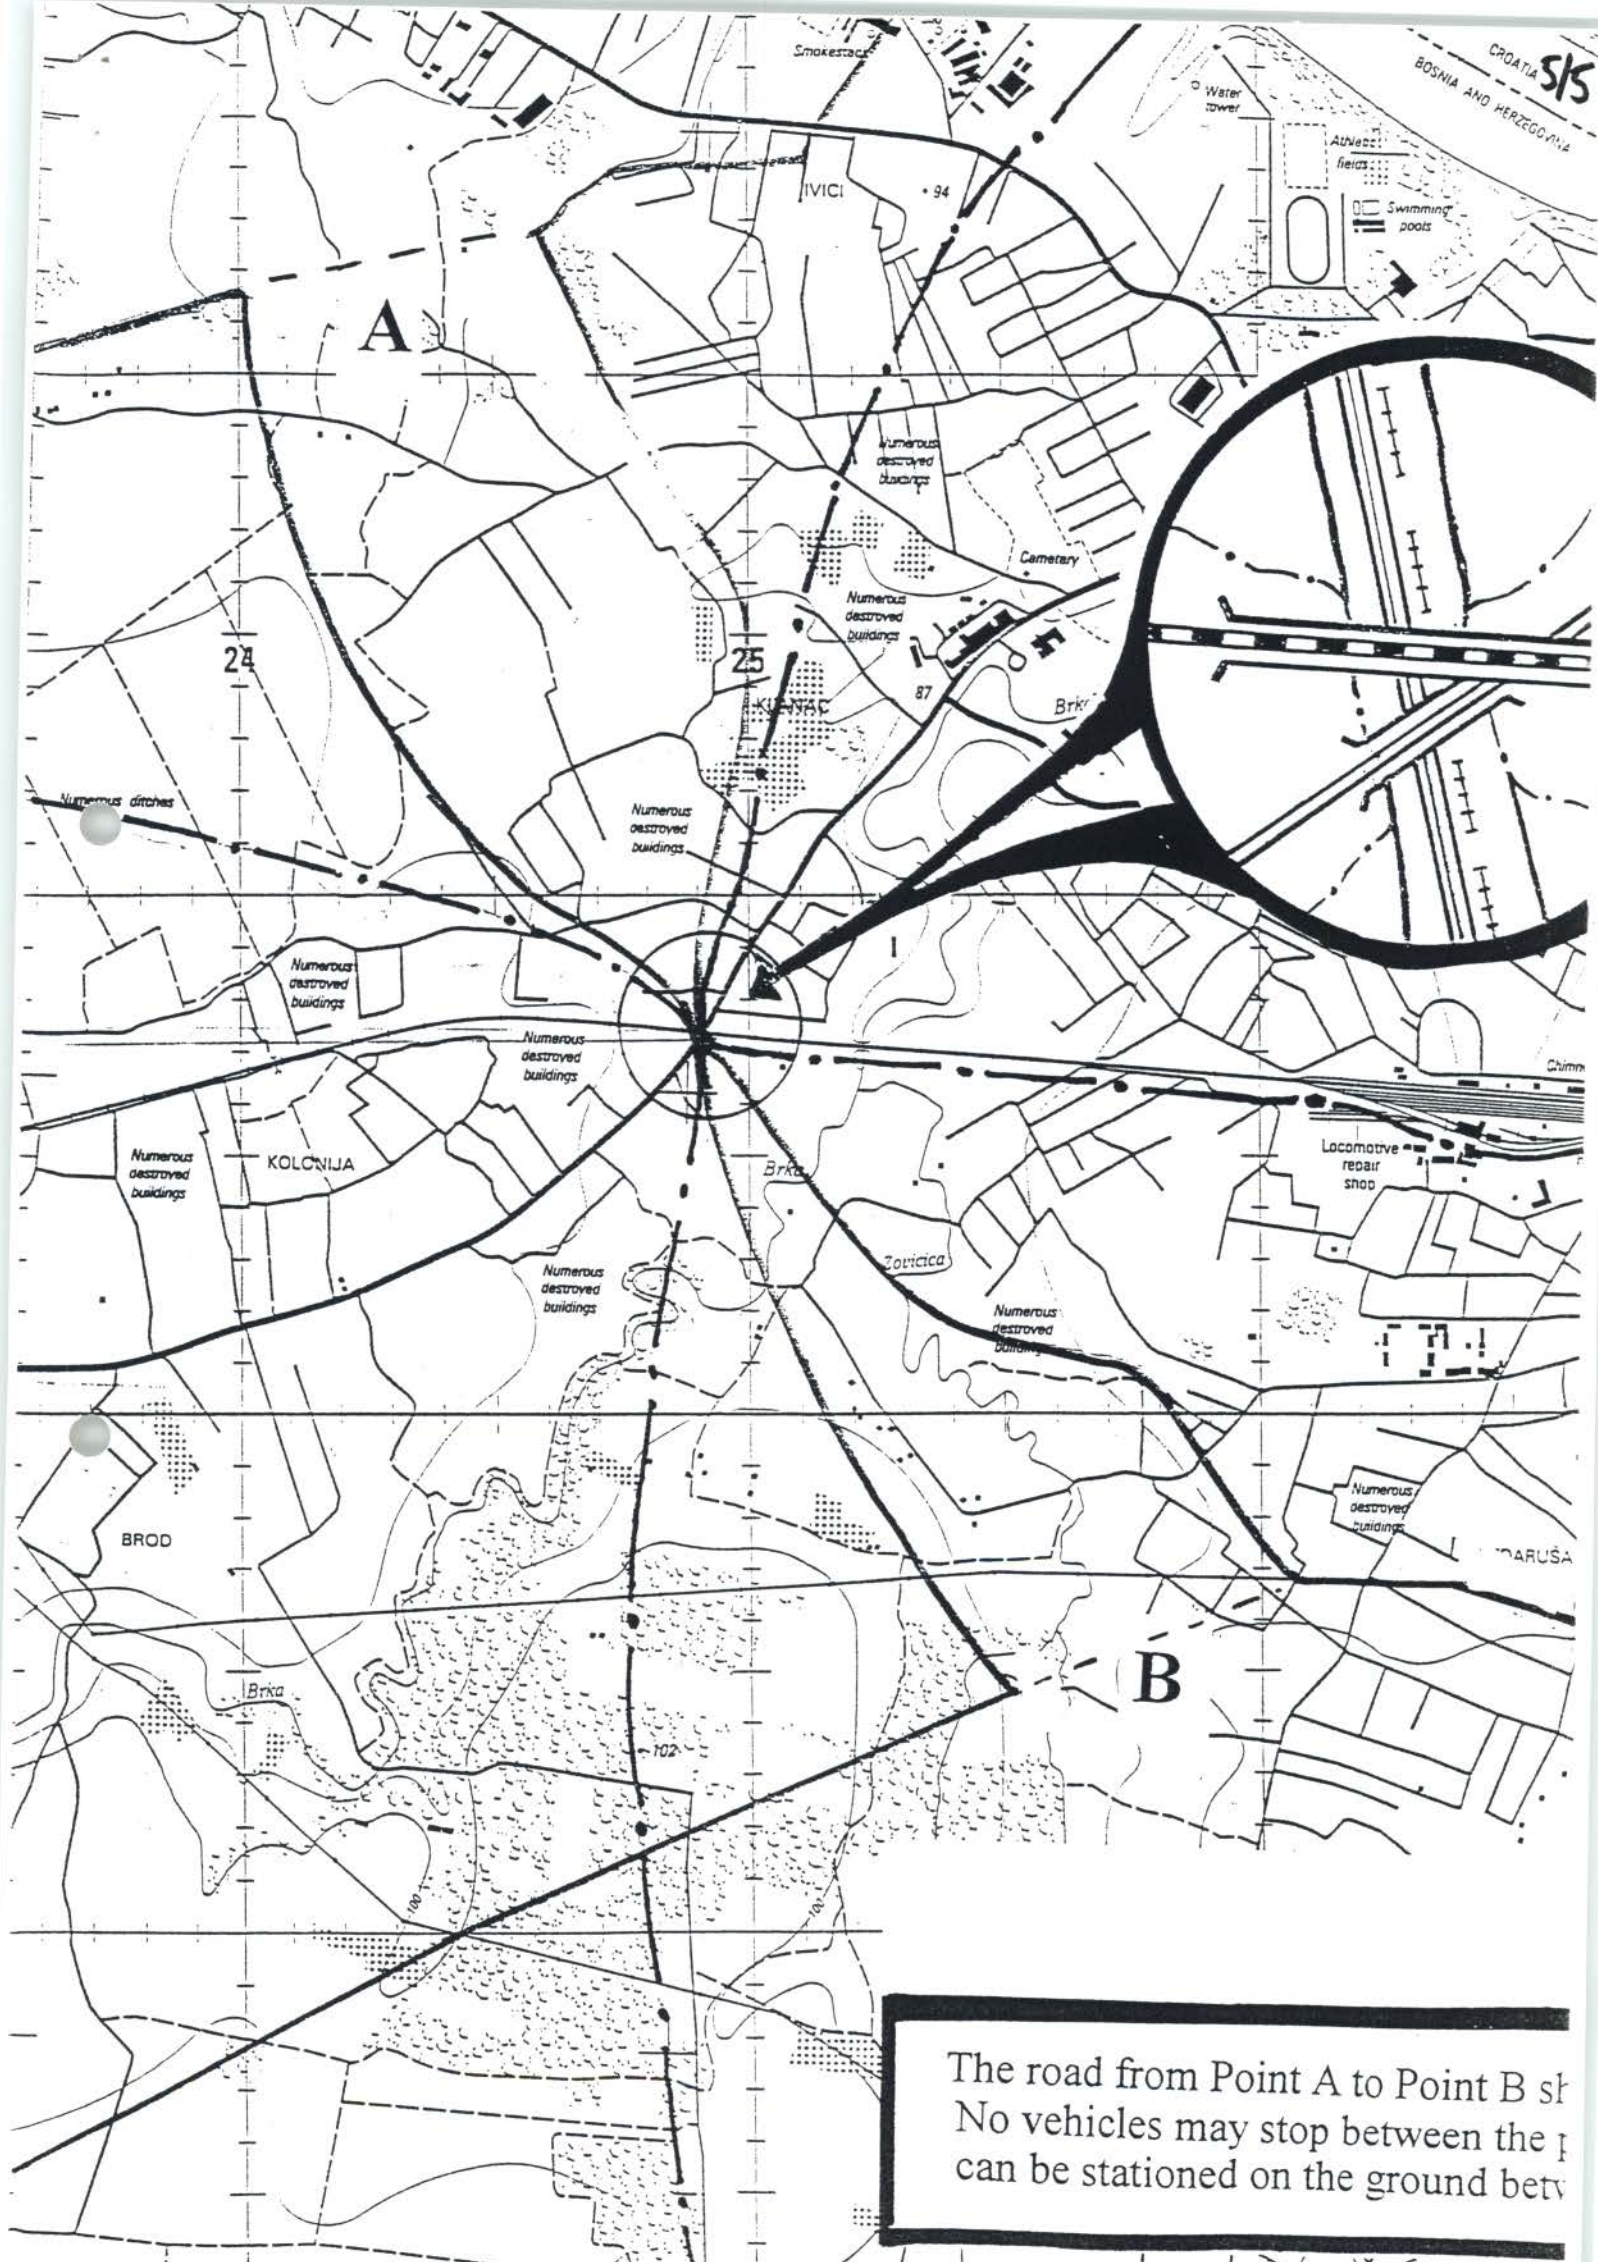 Smokestack
CROATIA
BOSNIA AND HERZEGOVINA
5/5
Water
tower
Athletic
fields
IVICI
94
Swimming
pools
A
Numerous
destroyed
buildings
Cemetery
Numerous
destroyed
buildings
24
25
87
Numerous ditches
Numerous
destroyed
buildings
Numerous
destroyed
buildings
Numerous
destroyed
buildings
Numerous
destroyed
buildings
KOLONIJA
Brka
Locomotive
repair
shop
Zovicica
Numerous
destroyed
buildings
Numerous
destroyed
Numerous
destroyed
buildings
BROD
B
Brka
102
100
100
The road from Point A to Point B
No vehicles may stop between the
can be stationed on the ground